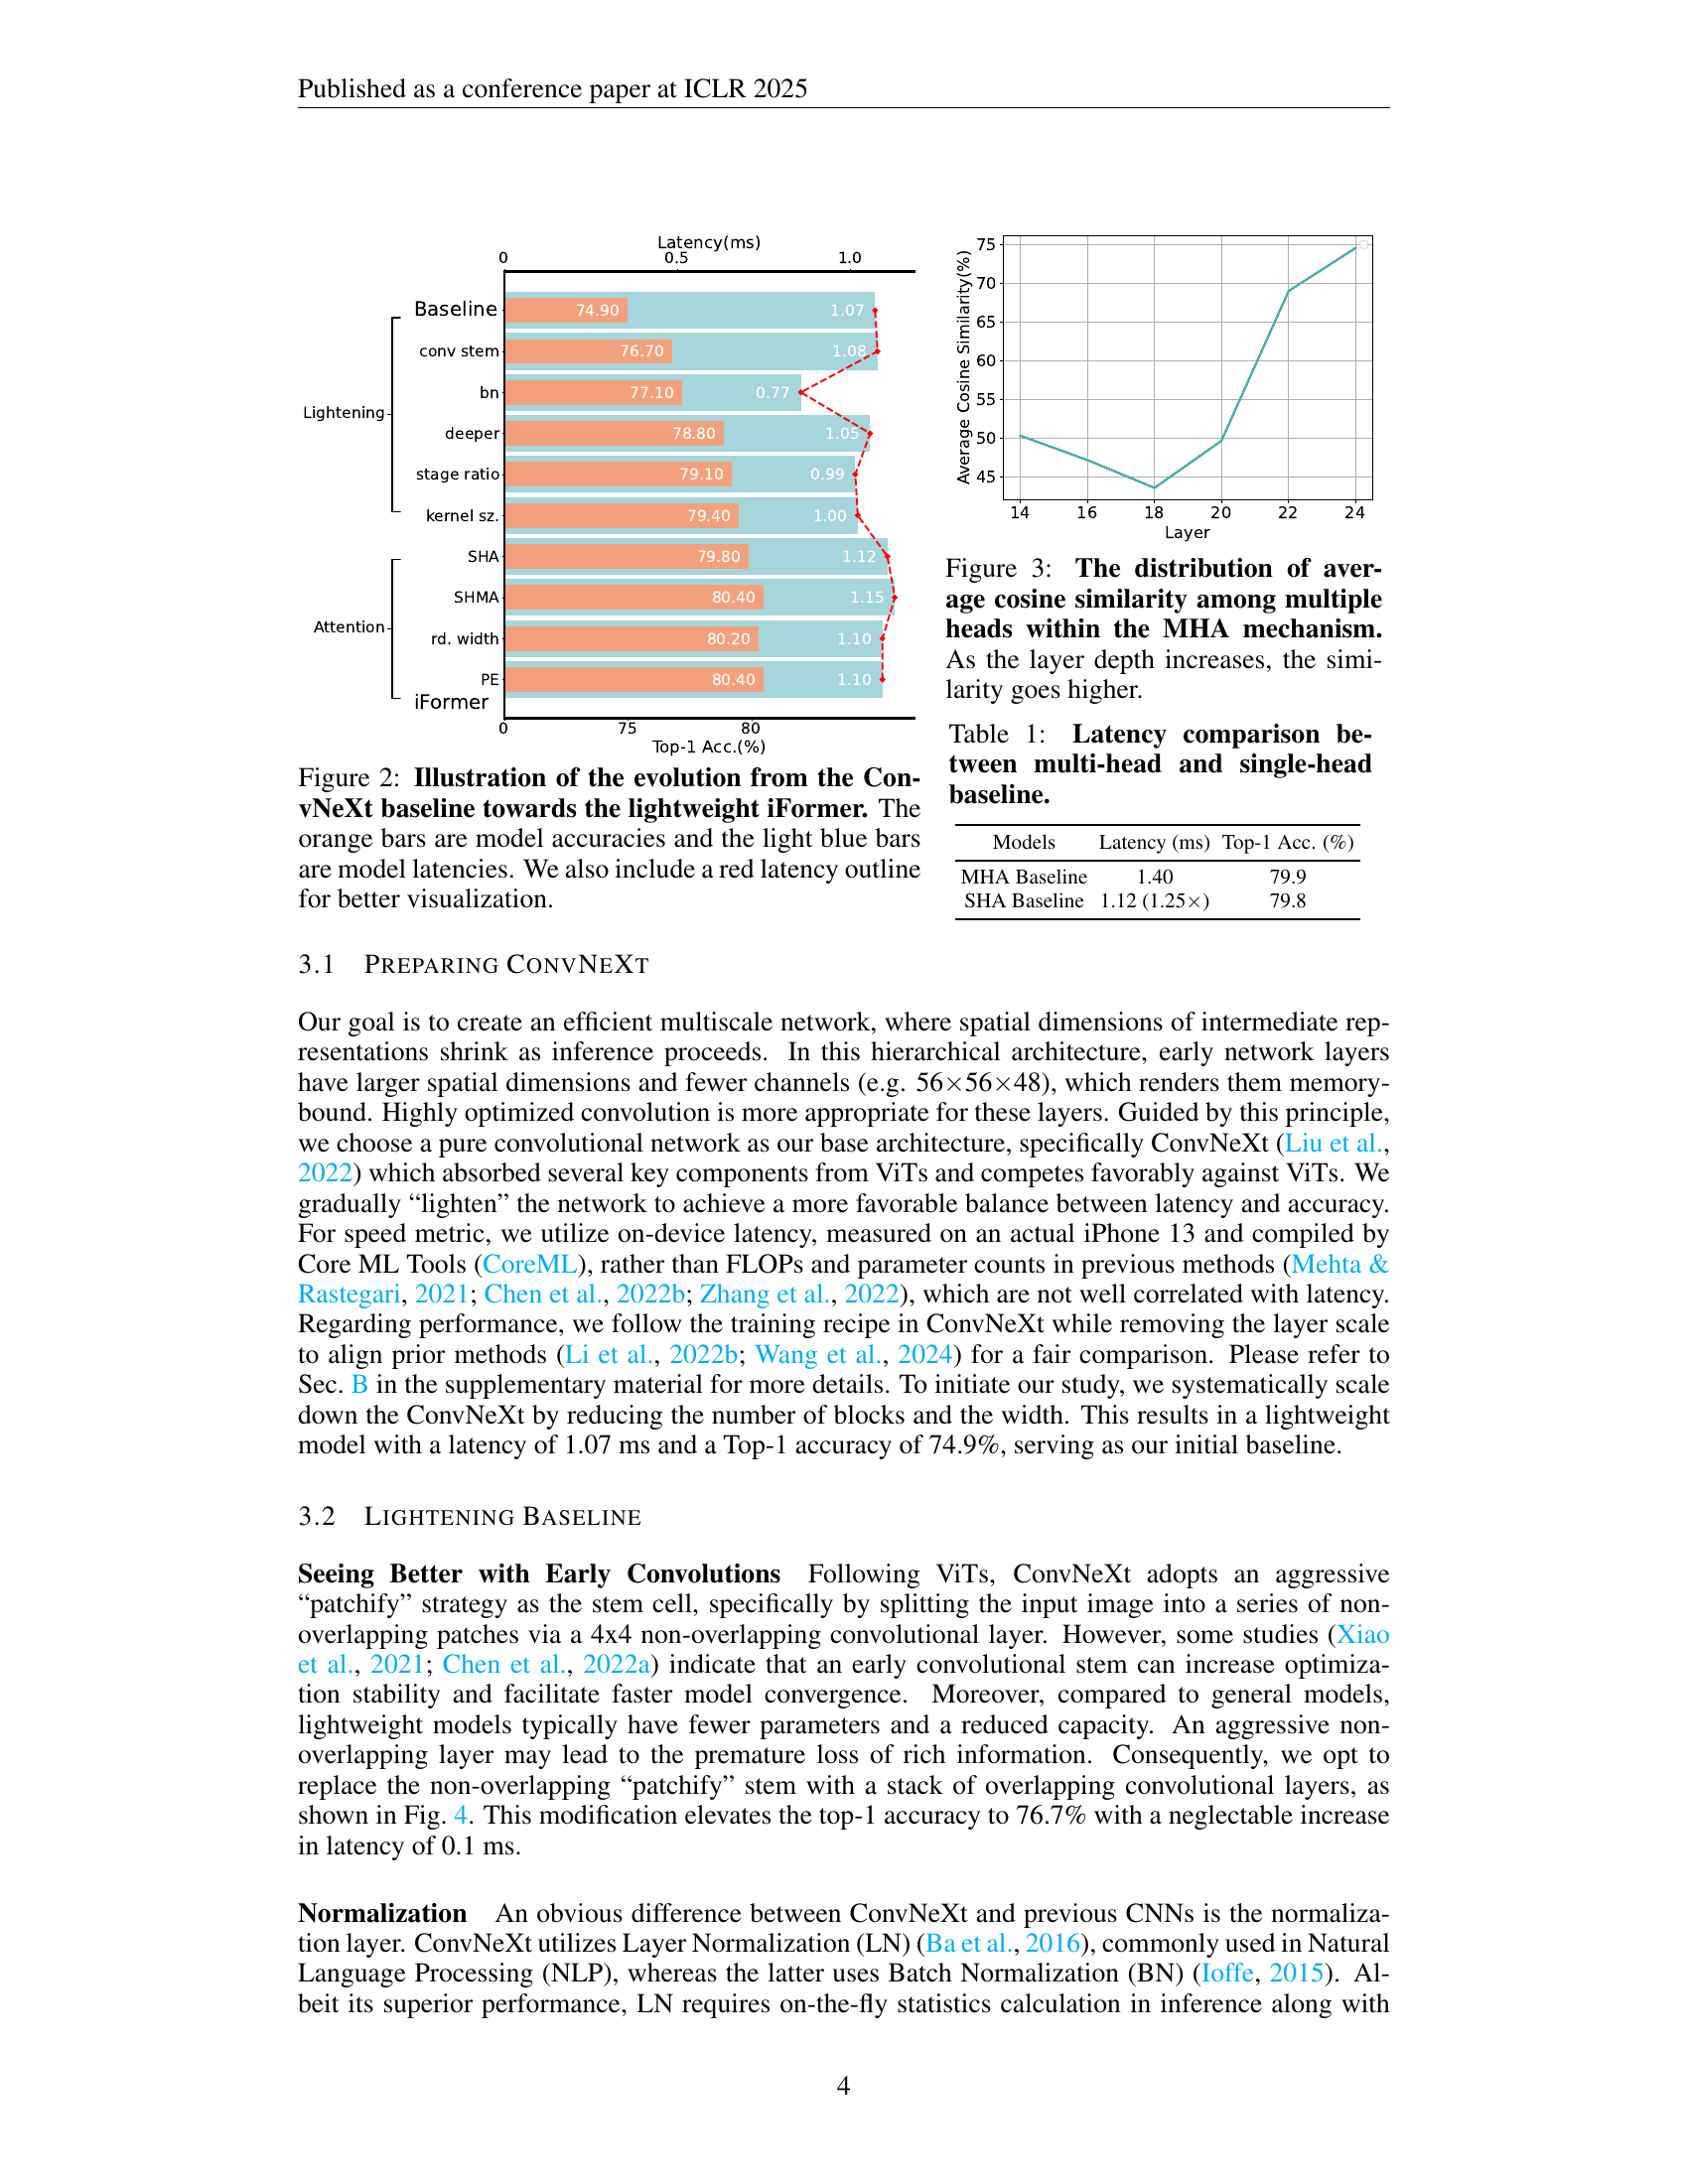 Published as a conference paper at ICLR 2025
Latency(ms)
0 0.5 1.0
Baseline 74.90 1.07
conv stem 76.70 1.08
bn 77.10 0.77
deeper 78.80 1.05
stage ratio 79.10 0.99
kernel sz. 79.40 1.00
SHA 79.80 1.12
SHMA 80.40 1.15
rd. width 80.20 1.10
PE 80.40 1.10
iFormer
Lightening
Attention
0 75 80
Top-1 Acc.(%)
Figure 2: Illustration of the evolution from the Con-
vNeXt baseline towards the lightweight iFormer. The
orange bars are model accuracies and the light blue bars
are model latencies. We also include a red latency outline
for better visualization.
Average Cosine Similarity(%)
75
70
65
60
55
50
45
14 16 18 20 22 24
Layer
Figure 3: The distribution of aver-
age cosine similarity among multiple
heads within the MHA mechanism.
As the layer depth increases, the simi-
larity goes higher.
Table 1: Latency comparison be-
tween multi-head and single-head
baseline.
Models Latency (ms) Top-1 Acc. (%)
MHA Baseline 1.40 79.9
SHA Baseline 1.12 (1.25×) 79.8
3.1 PREPARING CONVNEXT
Our goal is to create an efficient multiscale network, where spatial dimensions of intermediate rep-
resentations shrink as inference proceeds. In this hierarchical architecture, early network layers
have larger spatial dimensions and fewer channels (e.g. 56×56×48), which renders them memory-
bound. Highly optimized convolution is more appropriate for these layers. Guided by this principle,
we choose a pure convolutional network as our base architecture, specifically ConvNeXt (Liu et al.,
2022) which absorbed several key components from ViTs and competes favorably against ViTs. We
gradually “lighten” the network to achieve a more favorable balance between latency and accuracy.
For speed metric, we utilize on-device latency, measured on an actual iPhone 13 and compiled by
Core ML Tools (CoreML), rather than FLOPs and parameter counts in previous methods (Mehta &
Rastegari, 2021; Chen et al., 2022b; Zhang et al., 2022), which are not well correlated with latency.
Regarding performance, we follow the training recipe in ConvNeXt while removing the layer scale
to align prior methods (Li et al., 2022b; Wang et al., 2024) for a fair comparison. Please refer to
Sec. B in the supplementary material for more details. To initiate our study, we systematically scale
down the ConvNeXt by reducing the number of blocks and the width. This results in a lightweight
model with a latency of 1.07 ms and a Top-1 accuracy of 74.9%, serving as our initial baseline.
3.2 LIGHTENING BASELINE
Seeing Better with Early Convolutions Following ViTs, ConvNeXt adopts an aggressive
“patchify” strategy as the stem cell, specifically by splitting the input image into a series of non-
overlapping patches via a 4x4 non-overlapping convolutional layer. However, some studies (Xiao
et al., 2021; Chen et al., 2022a) indicate that an early convolutional stem can increase optimiza-
tion stability and facilitate faster model convergence. Moreover, compared to general models,
lightweight models typically have fewer parameters and a reduced capacity. An aggressive non-
overlapping layer may lead to the premature loss of rich information. Consequently, we opt to
replace the non-overlapping “patchify” stem with a stack of overlapping convolutional layers, as
shown in Fig. 4. This modification elevates the top-1 accuracy to 76.7% with a neglectable increase
in latency of 0.1 ms.
Normalization An obvious difference between ConvNeXt and previous CNNs is the normaliza-
tion layer. ConvNeXt utilizes Layer Normalization (LN) (Ba et al., 2016), commonly used in Natural
Language Processing (NLP), whereas the latter uses Batch Normalization (BN) (Ioffe, 2015). Al-
beit its superior performance, LN requires on-the-fly statistics calculation in inference along with
4